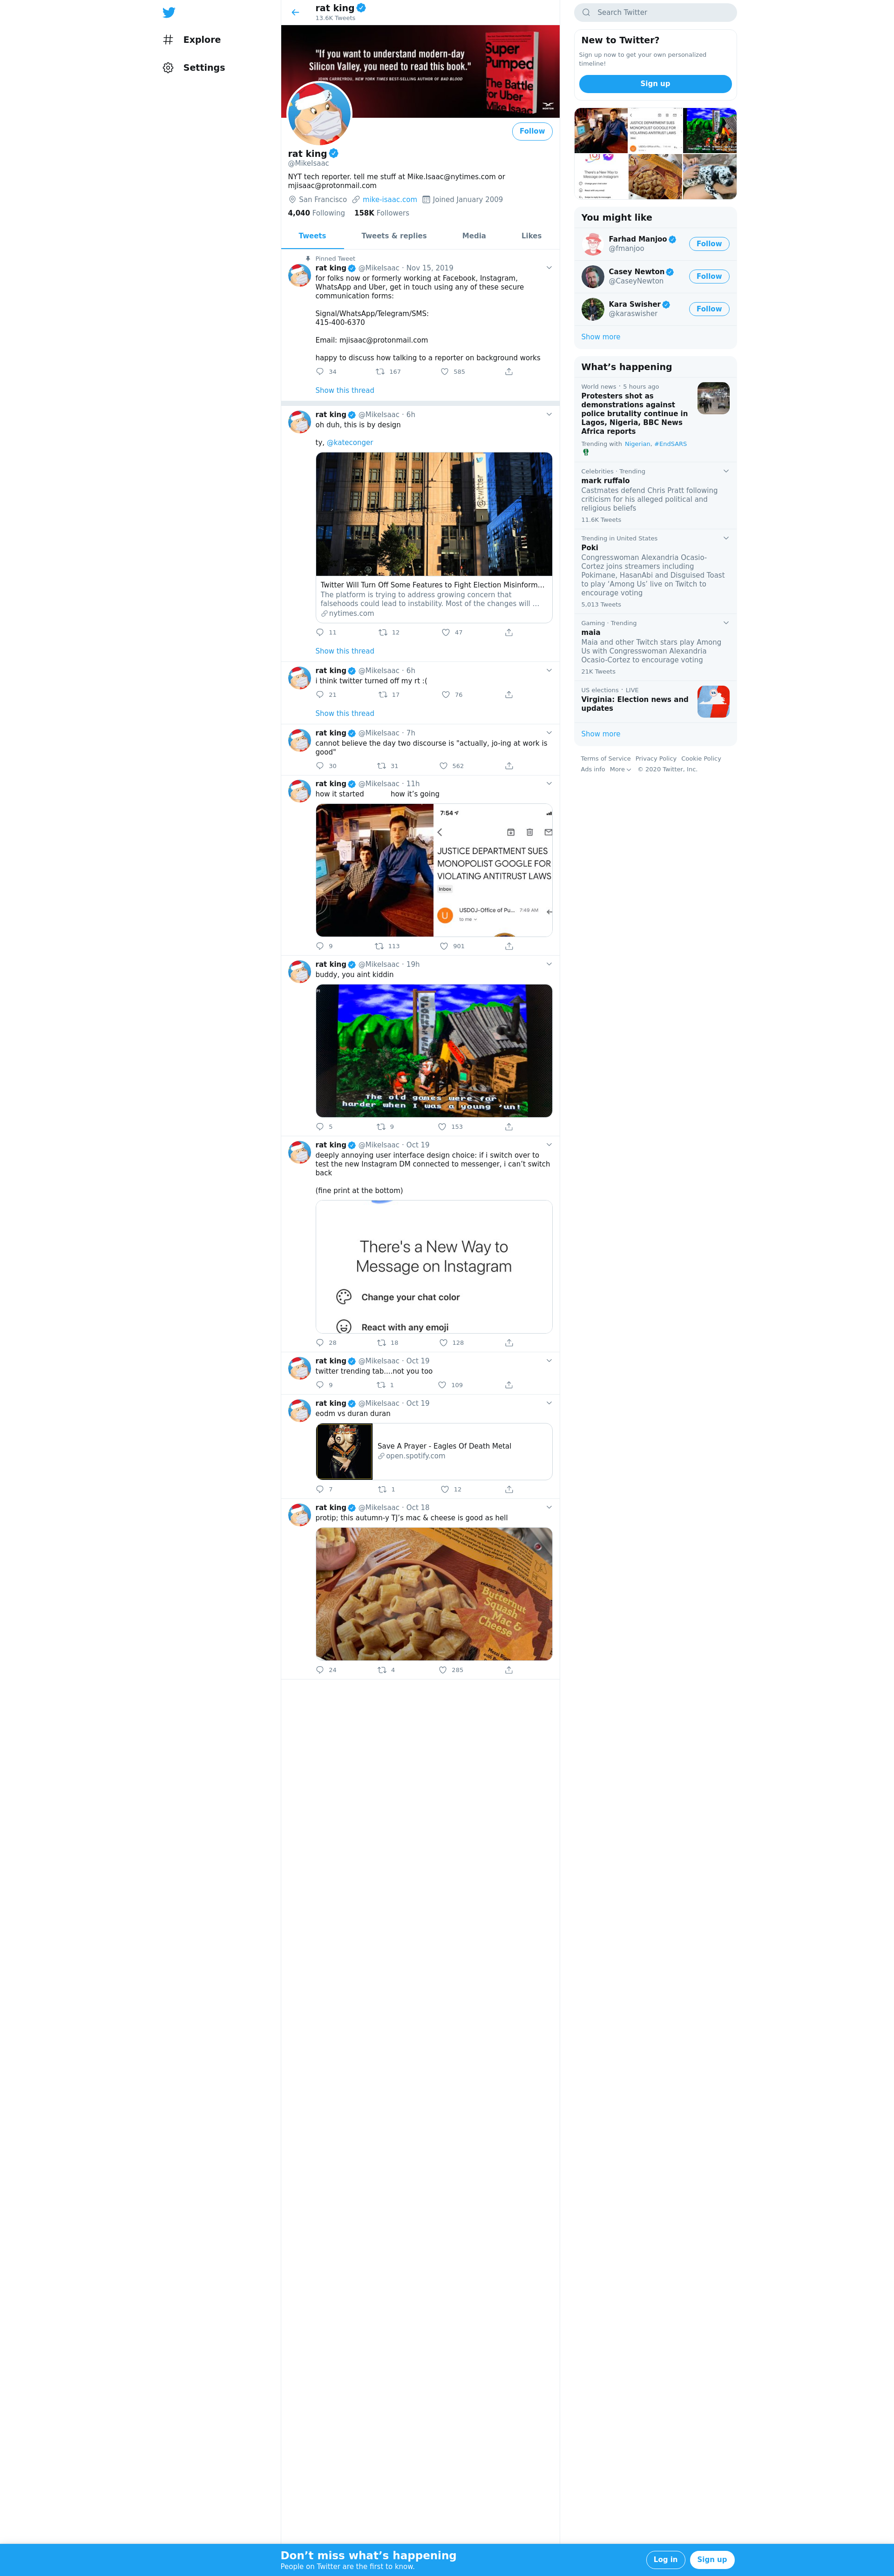 Explore
Settings
rat king
13.6K Tweets
"If you want to understand modern-day
Silicon Valley, you need to read this book."
JOHN CARREYROU, NEW YORK TIMES BEST-SELLING AUTHOR OF BAD BLOOD
Super
Pumped
The Battle
for Uber
Mike Isaac
NORTON
Follow
rat king
@MikeIsaac
NYT tech reporter. tell me stuff at Mike.Isaac@nytimes.com or
mjisaac@protonmail.com
San Francisco mike-isaac.com Joined January 2009
4,040 Following 158K Followers
Tweets Tweets & replies Media Likes
Pinned Tweet
rat king @MikeIsaac · Nov 15, 2019
for folks now or formerly working at Facebook, Instagram,
WhatsApp and Uber, get in touch using any of these secure
communication forms:
Signal/WhatsApp/Telegram/SMS:
415-400-6370
Email: mjisaac@protonmail.com
happy to discuss how talking to a reporter on background works
34 167 585
Show this thread
rat king @MikeIsaac · 6h
oh duh, this is by design
ty, @kateconger
@twitter
Twitter Will Turn Off Some Features to Fight Election Misinform...
The platform is trying to address growing concern that
falsehoods could lead to instability. Most of the changes will ...
nytimes.com
11 12 47
Show this thread
rat king @MikeIsaac · 6h
i think twitter turned off my rt :(
21 17 76
Show this thread
rat king @MikeIsaac · 7h
cannot believe the day two discourse is "actually, jo-ing at work is
good"
30 31 562
rat king @MikeIsaac · 11h
how it started how it's going
7:54
JUSTICE DEPARTMENT SUES
MONOPOLIST GOOGLE FOR
VIOLATING ANTITRUST LAWS
Inbox
U
USDOJ-Office of Pu... 7:49 AM
to me
9 113 901
rat king @MikeIsaac · 19h
buddy, you aint kiddin
The old games were far
harder when I was a young 'un!
5 9 153
rat king @MikeIsaac · Oct 19
deeply annoying user interface design choice: if i switch over to
test the new Instagram DM connected to messenger, i can't switch
back
(fine print at the bottom)
There's a New Way to
Message on Instagram
Change your chat color
React with any emoji
28 18 128
rat king @MikeIsaac · Oct 19
twitter trending tab....not you too
9 1 109
rat king @MikeIsaac · Oct 19
eodm vs duran duran
Save A Prayer - Eagles Of Death Metal
open.spotify.com
7 1 12
rat king @MikeIsaac · Oct 18
protip; this autumn-y TJ's mac & cheese is good as hell
Butternut
Squash
Mac &
Cheese
24 4 285
Search Twitter
New to Twitter?
Sign up now to get your own personalized
timeline!
Sign up
JUSTICE DEPARTMENT SUES
MONOPOLIST GOOGLE FOR
VIOLATING ANTITRUST LAWS
There's a New Way to
Message on Instagram
You might like
Farhad Manjoo
@fmanjoo
Follow
Casey Newton
@CaseyNewton
Follow
Kara Swisher
@karaswisher
Follow
Show more
What's happening
World news · 5 hours ago
Protesters shot as
demonstrations against
police brutality continue in
Lagos, Nigeria, BBC News
Africa reports
Trending with Nigerian, #EndSARS
Celebrities · Trending
mark ruffalo
Castmates defend Chris Pratt following
criticism for his alleged political and
religious beliefs
11.6K Tweets
Trending in United States
Poki
Congresswoman Alexandria Ocasio-
Cortez joins streamers including
Pokimane, HasanAbi and Disguised Toast
to play 'Among Us' live on Twitch to
encourage voting
5,013 Tweets
Gaming · Trending
maia
Maia and other Twitch stars play Among
Us with Congresswoman Alexandria
Ocasio-Cortez to encourage voting
21K Tweets
US elections · LIVE
Virginia: Election news and
updates
Show more
Terms of Service Privacy Policy Cookie Policy
Ads info More © 2020 Twitter, Inc.
Don't miss what's happening
People on Twitter are the first to know.
Log in
Sign up